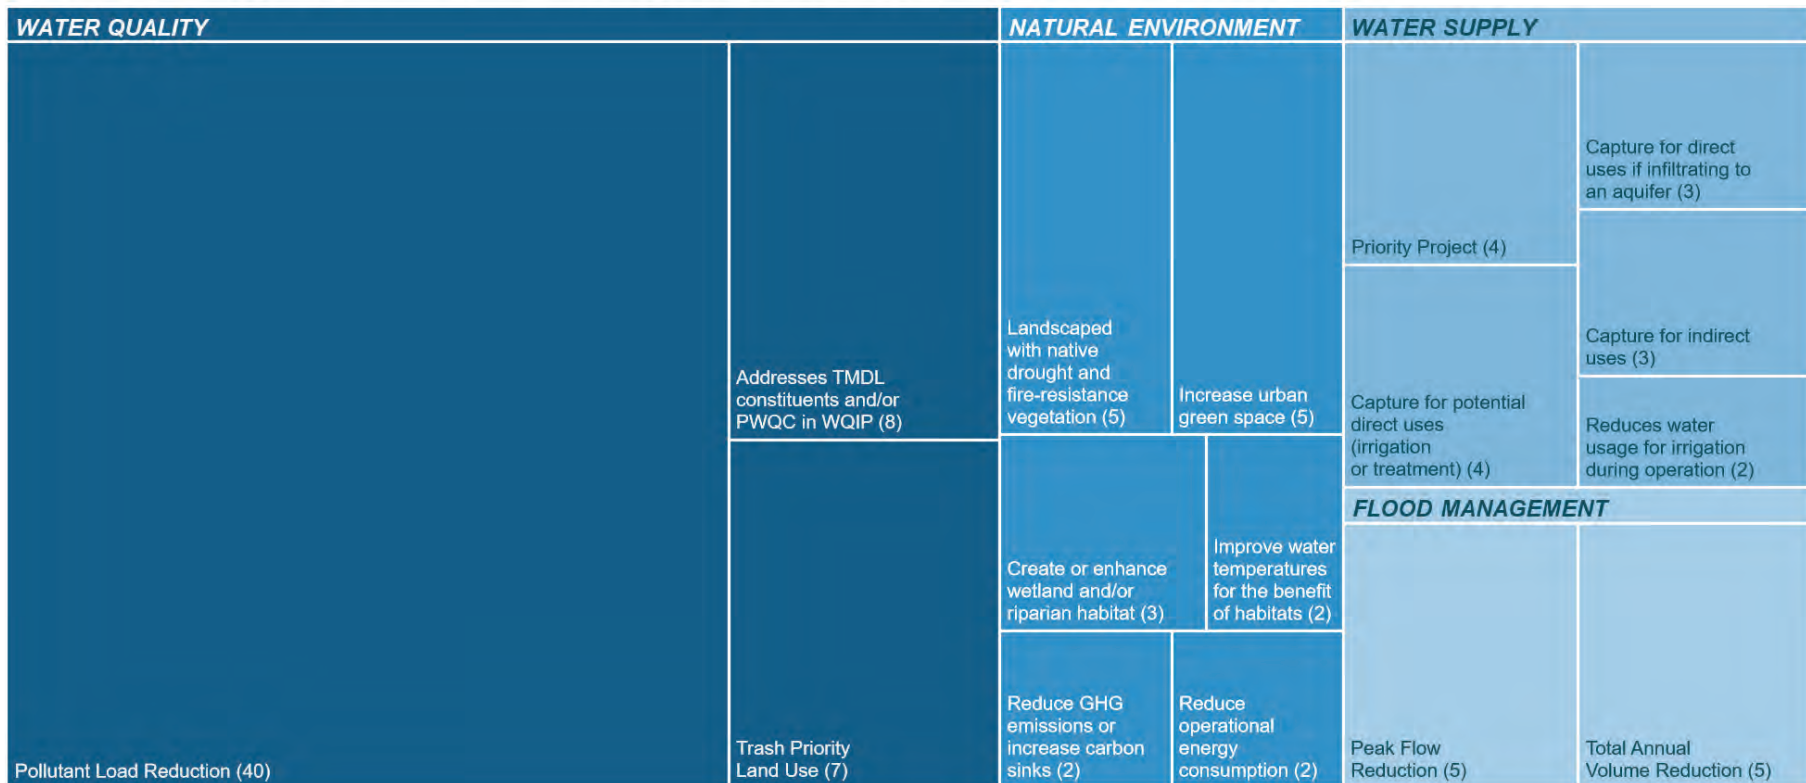 WATER QUALITY
Pollutant Load Reduction (40)
Addresses TMDL
constituents and/or
PWQC in WQIP (8)
Trash Priority
Land Use (7)
NATURAL ENVIRONMENT
Landscaped
with native
drought and
fire-resistance
vegetation (5)
Increase urban
green space (5)
Create or enhance
wetland and/or
riparian habitat (3)
Improve water
temperatures
for the benefit
of habitats (2)
Reduce GHG
emissions or
increase carbon
sinks (2)
Reduce
operational
energy
consumption (2)
WATER SUPPLY
Priority Project (4)
Capture for direct
uses if infiltrating to
an aquifer (3)
Capture for indirect
uses (3)
Capture for potential
direct uses
(irrigation
or treatment) (4)
Reduces water
usage for irrigation
during operation (2)
FLOOD MANAGEMENT
Peak Flow
Reduction (5)
Total Annual
Volume Reduction (5)